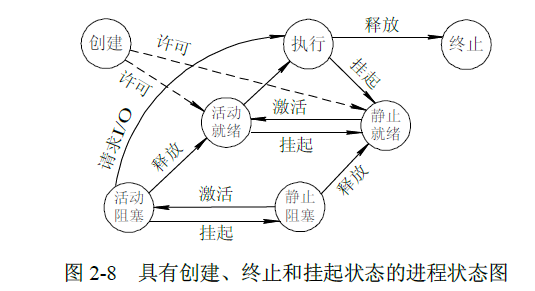 创建
许可
许可
执行
释放
终止
挂起
请求I/O
活动
就绪
激活
挂起
静止
就绪
释放
释放
活动
阻塞
激活
挂起
静止
阻塞
图 2-8 具有创建、终止和挂起状态的进程状态图